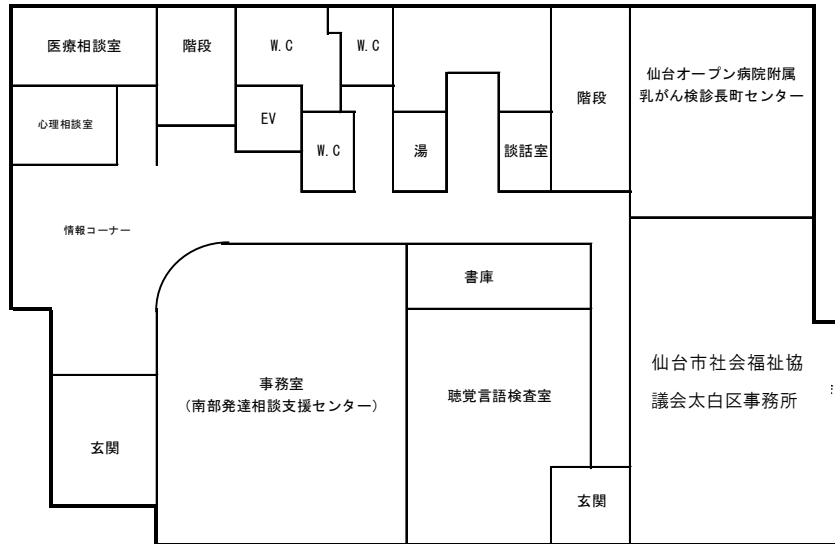 医療相談室
階段
W.C
W.C
階段
仙台オープン病院附属
乳がん検診長町センター
心理相談室
EV
W.C
湯
談話室
情報コーナー
書庫
事務室
(南部発達相談支援センター)
聴覚言語検査室
仙台市社会福祉協
議会太白区事務所
玄関
玄関